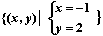 {(x, y) | { x = −1
y = 2 }